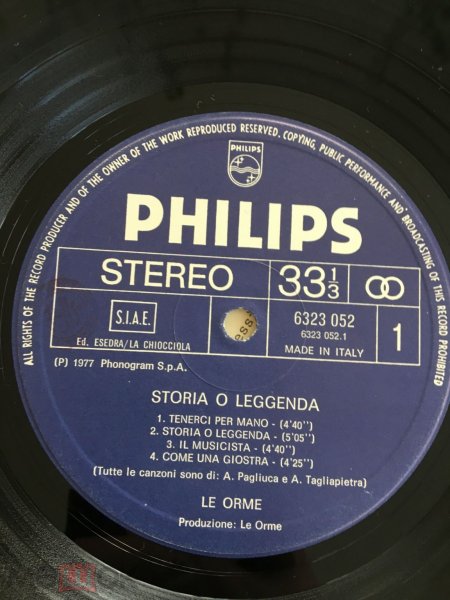 ALL RIGHTS OF THE RECORD PRODUCER AND OF THE OWNER OF THE WORK REPRODUCED RESERVED. COPYING, PUBLIC PERFORMANCE AND BROADCASTING OF THIS RECORD PROHIBITED
PHILIPS
PHILIPS
STEREO 33 1/3
S.I.A.E. 6323 052
6323 052.1
MADE IN ITALY 1
Ed. ESEDRA/LA CHIOCCIOLA
(P) 1977 Phonogram S.p.A.
STORIA O LEGGENDA
1. TENERCI PER MANO - (4'40")
2. STORIA O LEGGENDA - (5'05")
3. IL MUSICISTA - (4'40")
4. COME UNA GIOSTRA - (4'25")
(Tutte le canzoni sono di: A. Pagliuca e A. Tagliapietra)
LE ORME
Produzione: Le Orme